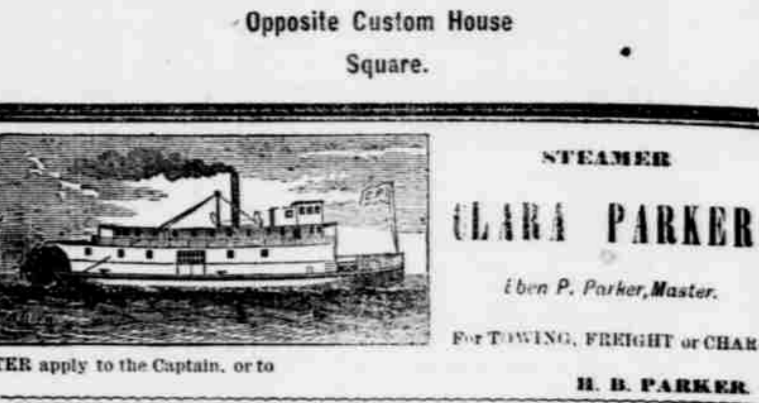 Opposite Custom House
Square.
STEAMER
CLARA PARKER
Eben P. Parker, Master.
For TOWING, FREIGHT or CHAR
TER apply to the Captain, or to
H. B. PARKER